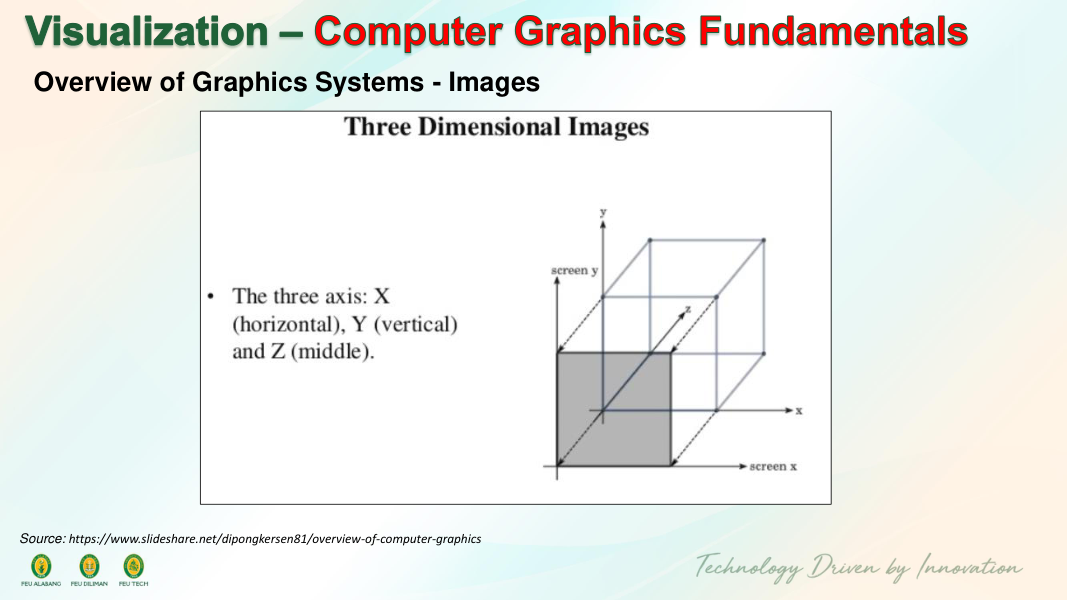 Visualization – Computer Graphics Fundamentals
Overview of Graphics Systems - Images
Three Dimensional Images
• The three axis: X
(horizontal), Y (vertical)
and Z (middle).
y
screen y
z
x
screen x
Source: https://www.slideshare.net/dipongkersen81/overview-of-computer-graphics
FEU ALABANG FEU DILIMAN FEU TECH
Technology Driven by Innovation